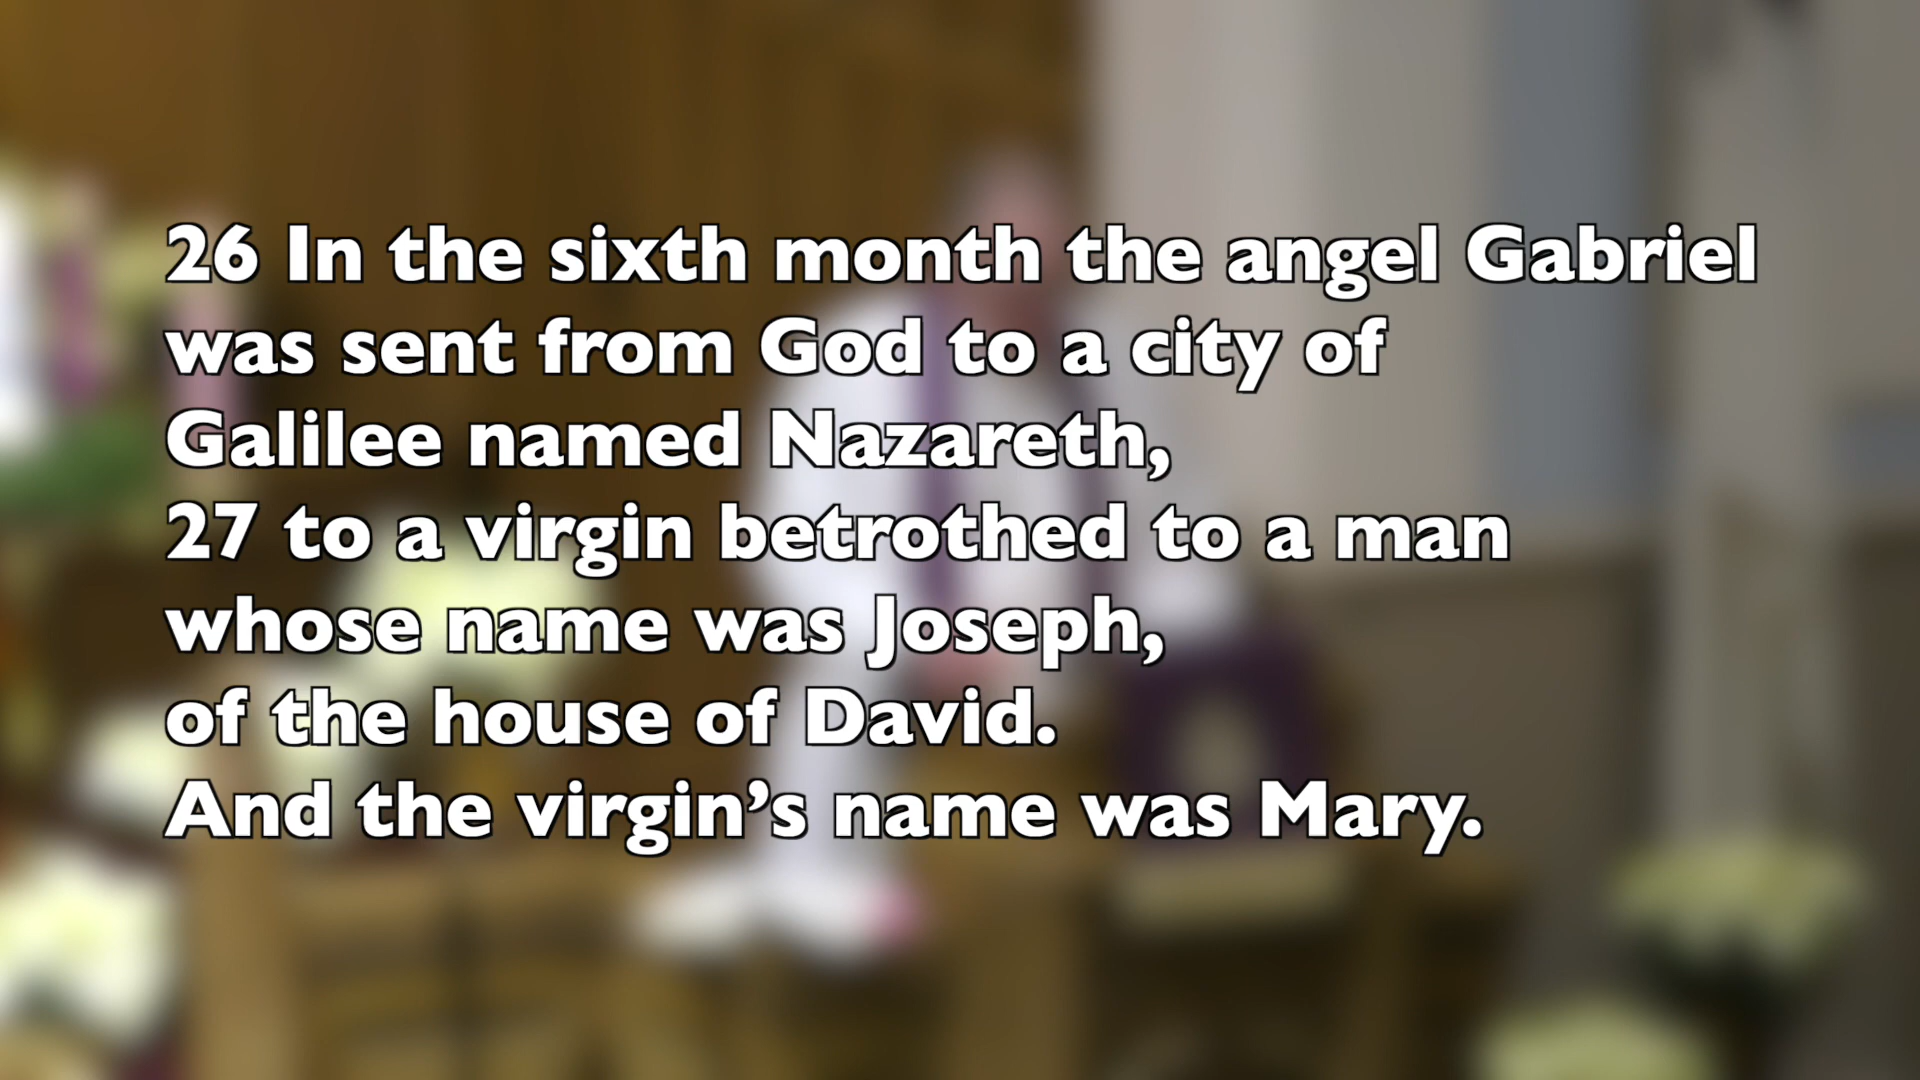 26 In the sixth month the angel Gabriel
was sent from God to a city of
Galilee named Nazareth,
27 to a virgin betrothed to a man
whose name was Joseph,
of the house of David.
And the virgin’s name was Mary.